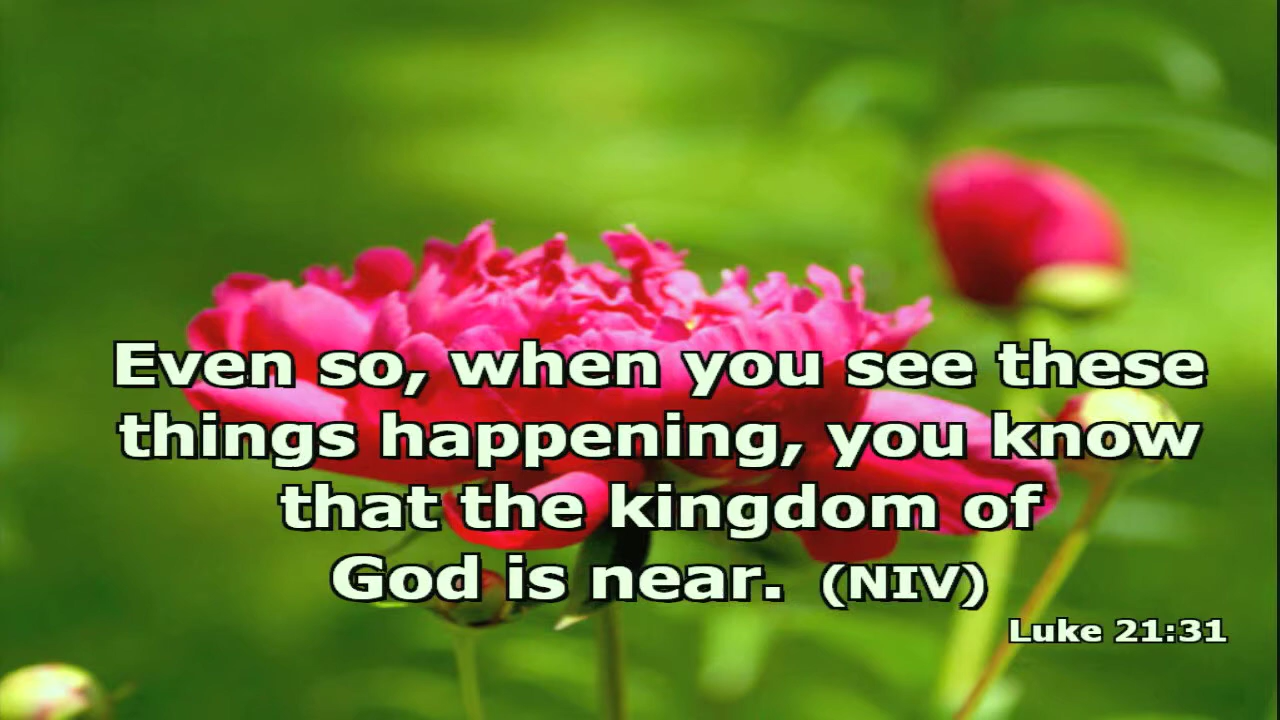 Even so, when you see these
things happening, you know
that the kingdom of
God is near. (NIV)
Luke 21:31